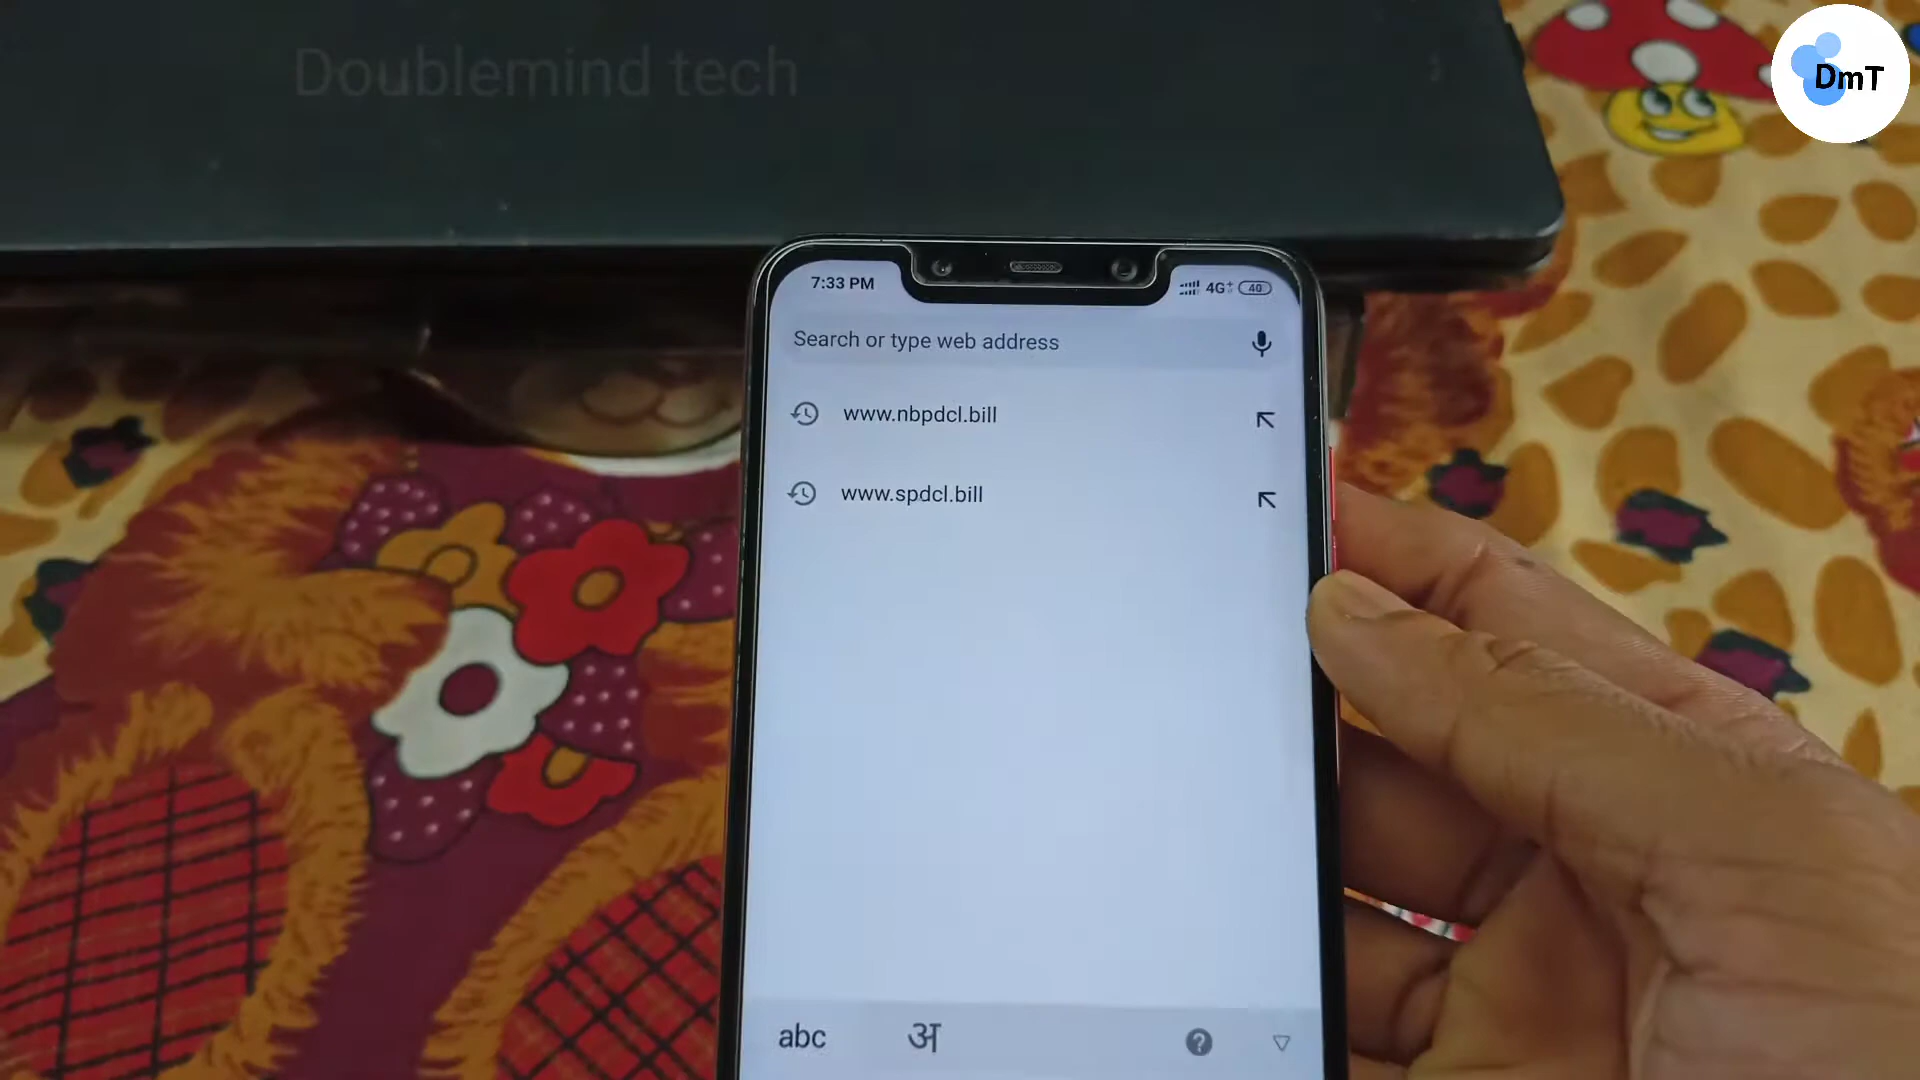 Doublemind tech
DmT
7:33 PM
4G+
40
Search or type web address
www.nbpdcl.bill
www.spdcl.bill
abc
अ
?